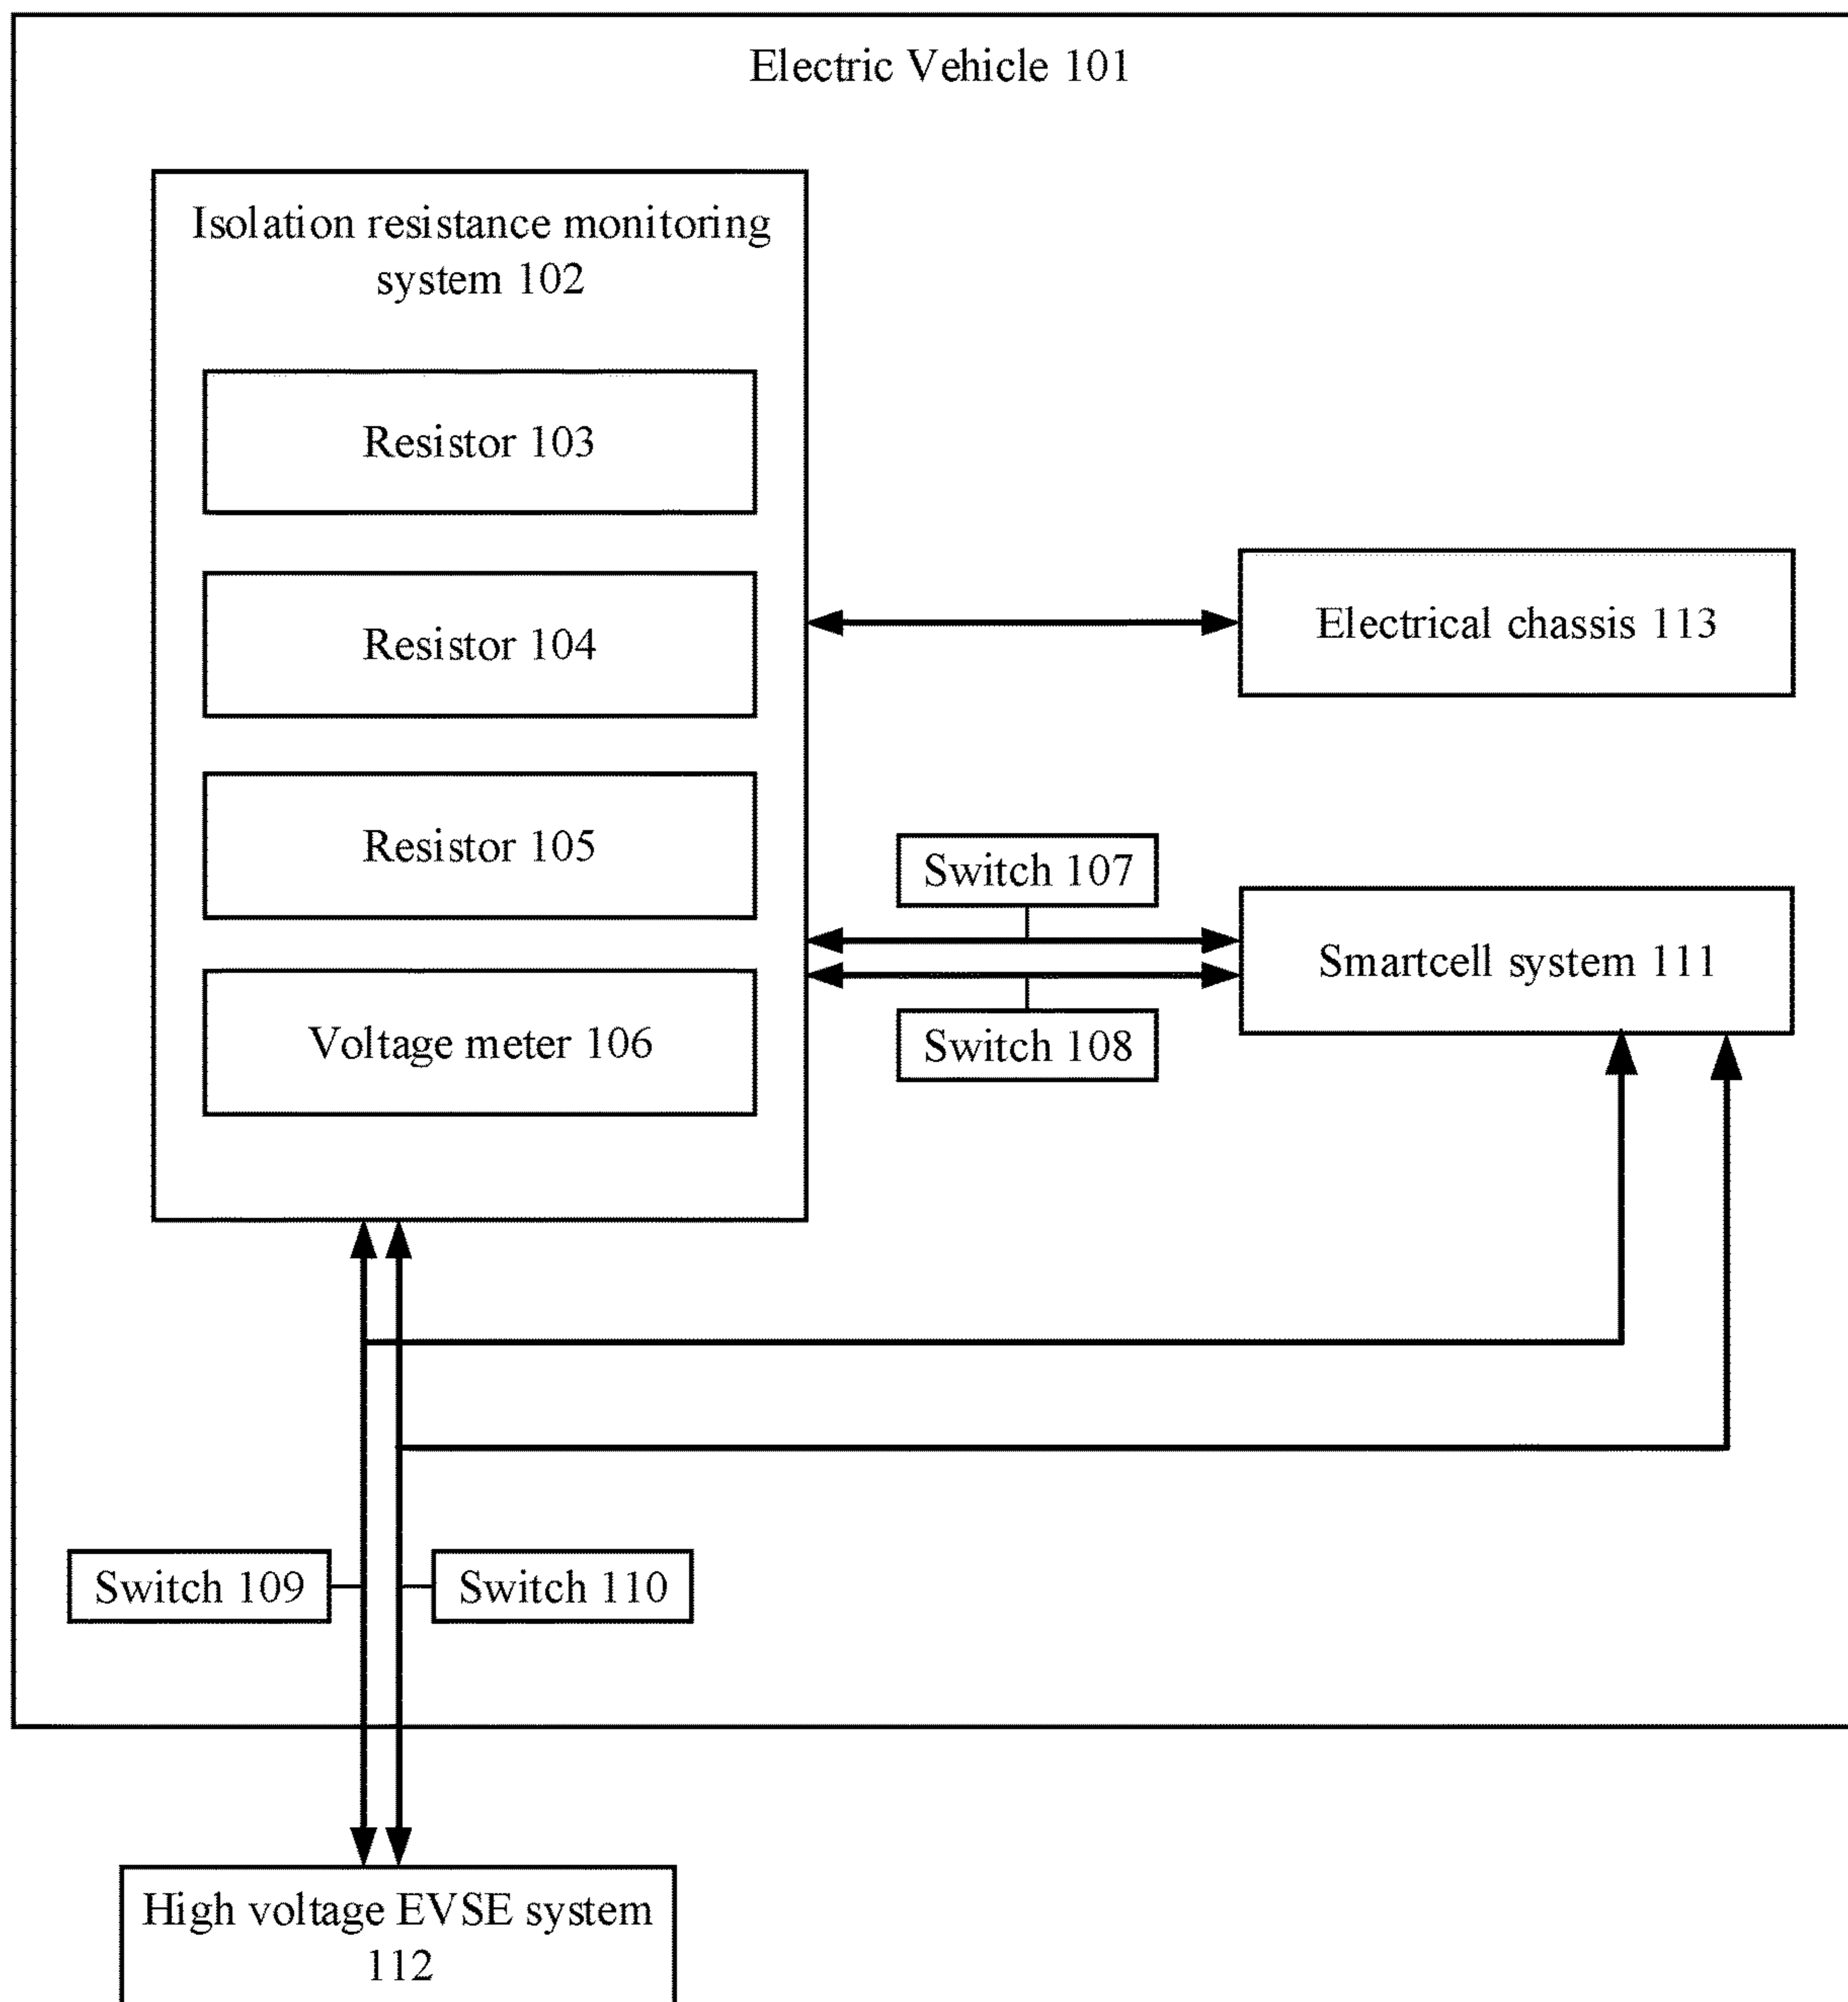 Electric Vehicle 101
Isolation resistance monitoring
system 102
Resistor 103
Resistor 104
Electrical chassis 113
Resistor 105
Switch 107
Smartcell system 111
Voltage meter 106
Switch 108
Switch 109
Switch 110
High voltage EVSE system
112